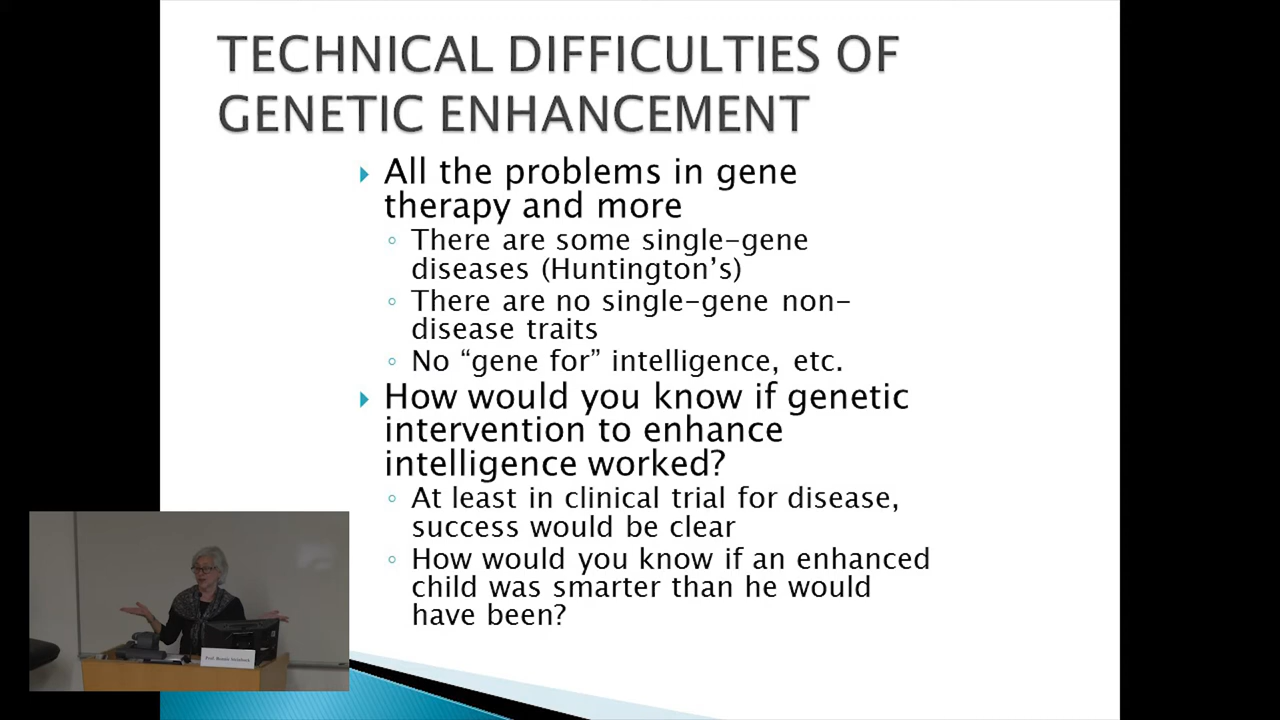 TECHNICAL DIFFICULTIES OF
GENETIC ENHANCEMENT
All the problems in gene
therapy and more
There are some single-gene
diseases (Huntington's)
There are no single-gene non-
disease traits
No “gene for” intelligence, etc.
How would you know if genetic
intervention to enhance
intelligence worked?
At least in clinical trial for disease,
success would be clear
How would you know if an enhanced
child was smarter than he would
have been?
Prof. Bonnie Steinbock